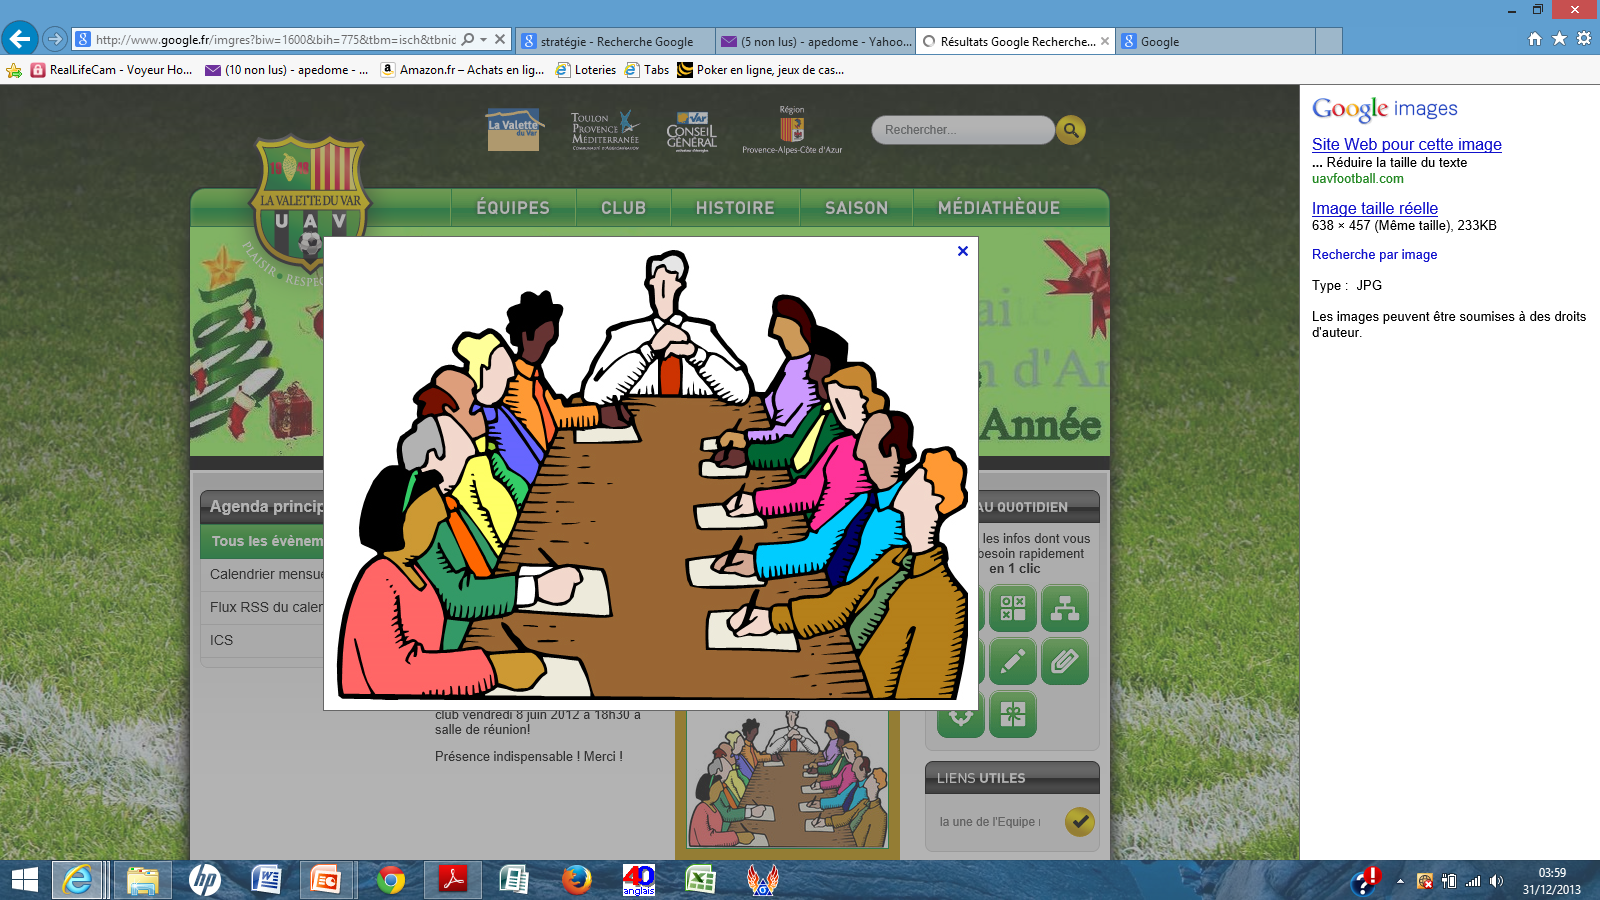 http://www.google.fr/imgres?biw=1600&bih=775&tbm=isch&tbnic
stratégie - Recherche Google
(5 non lus) - apedome - Yahoo...
Résultats Google Recherche...
Google
RealLifeCam - Voyeur Ho...
(10 non lus) - apedome - ...
Amazon.fr – Achats en lig...
Loteries
Tabs
Poker en ligne, jeux de cas...
La Valette
du Var
TOULON
PROVENCE
MEDITERRANÉE
VAR
CONSEIL
GÉNÉRAL
Région
Provence-Alpes-Côte d'Azur
Rechercher...
LA VALETTE DU VAR
UAV
PLAISIR
ÉQUIPES
CLUB
HISTOIRE
SAISON
MÉDIATHÈQUE
d'An
Année
Agenda princip
Tous les évènem
Calendrier mensue
Flux RSS du caler
ICS
club vendredi 8 juin 2012 à 18h30 à
salle de réunion!
Présence indispensable ! Merci !
AU QUOTIDIEN
les infos dont vous
besoin rapidement
en 1 clic
LIENS UTILES
la une de l'Equipe
Google images
Site Web pour cette image
... Réduire la taille du texte
uavfootball.com
Image taille réelle
638 × 457 (Même taille), 233KB
Recherche par image
Type : JPG
Les images peuvent être soumises à des droits
d'auteur.
40
anglais
03:59
31/12/2013